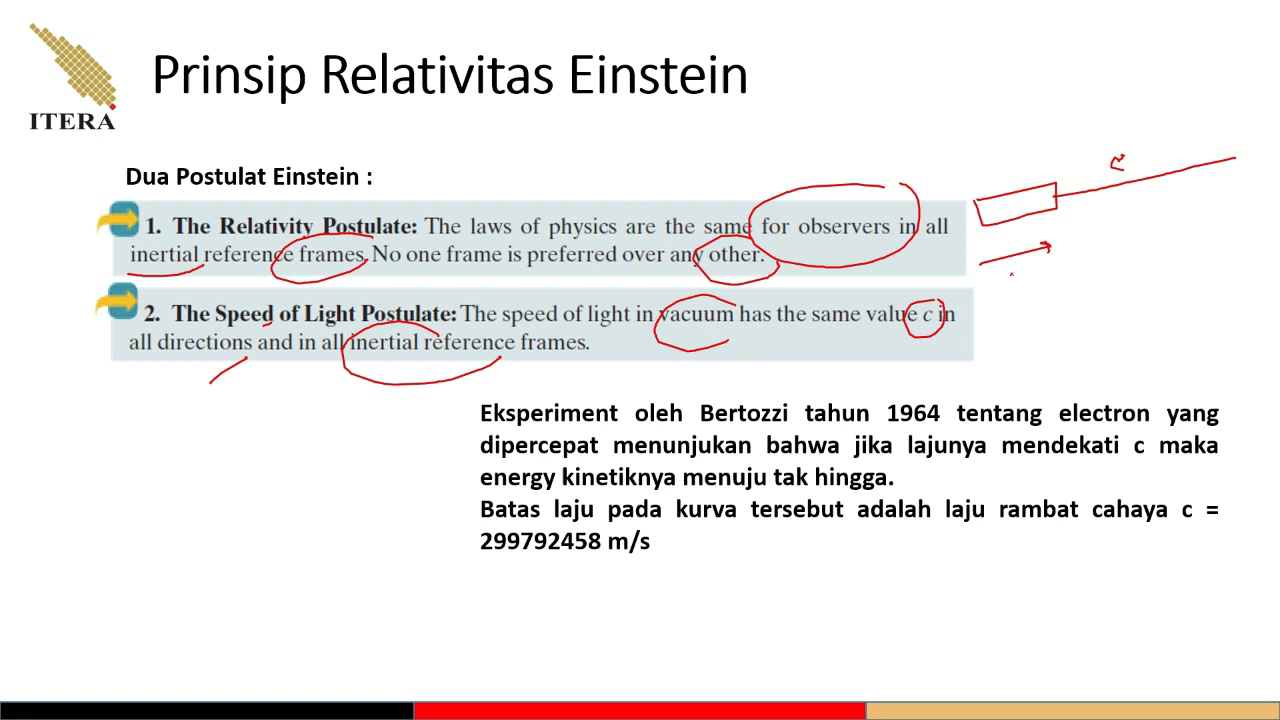 ITERA
Prinsip Relativitas Einstein
Dua Postulat Einstein :
1. The Relativity Postulate: The laws of physics are the same for observers in all
inertial reference frames. No one frame is preferred over any other.
2. The Speed of Light Postulate: The speed of light in vacuum has the same value c in
all directions and in all inertial reference frames.
c
Eksperiment oleh Bertozzi tahun 1964 tentang electron yang
dipercepat menunjukan bahwa jika lajunya mendekati c maka
energy kinetiknya menuju tak hingga.
Batas laju pada kurva tersebut adalah laju rambat cahaya c =
299792458 m/s